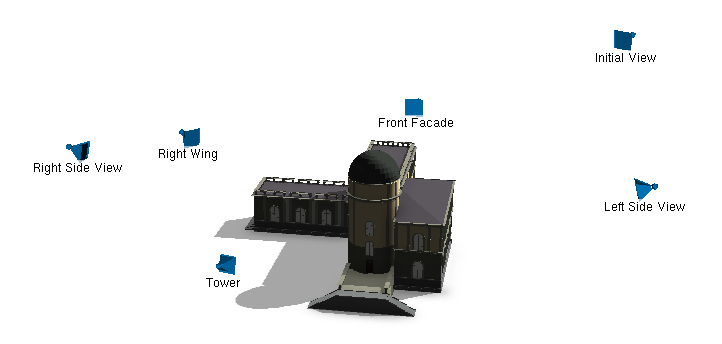 Initial View
Front Facade
Right Wing
Right Side View
Left Side View
Tower